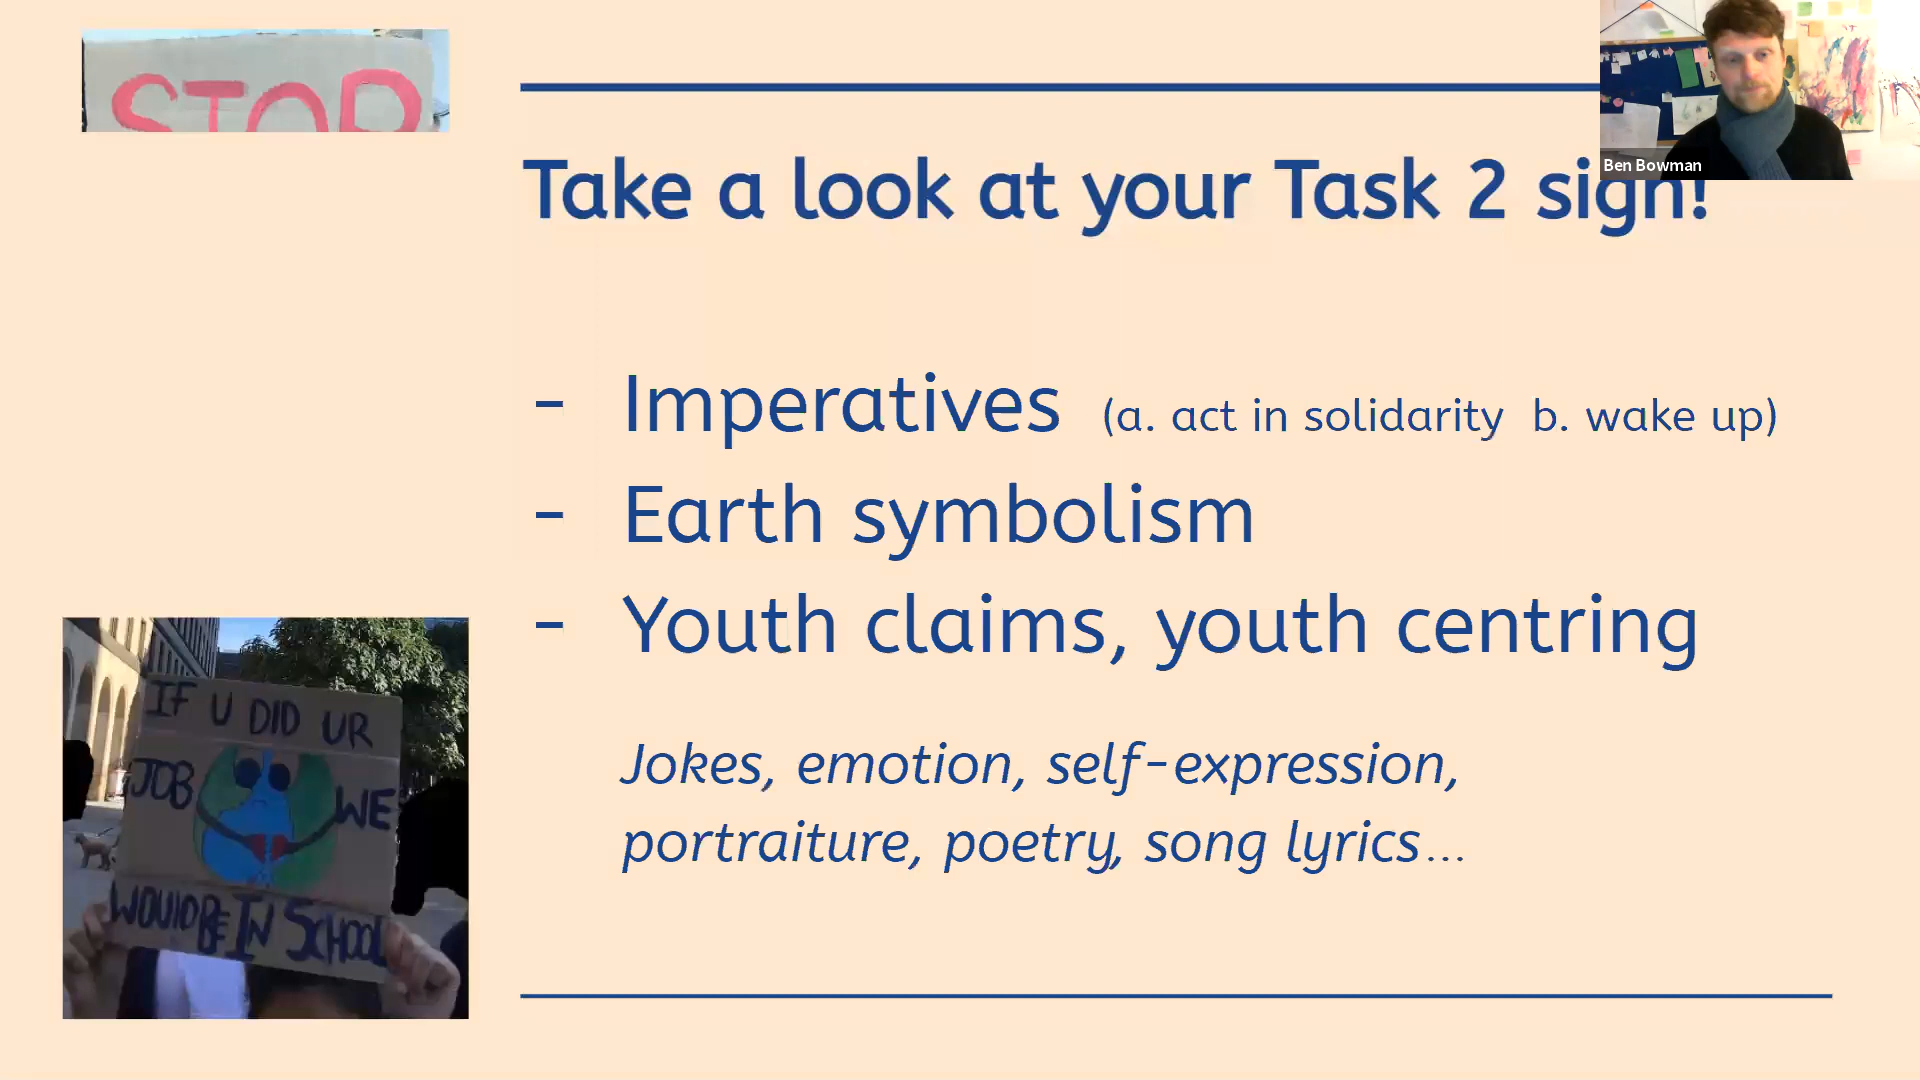 STOP
Ben Bowman
Take a look at your Task 2 sign!
- Imperatives (a. act in solidarity b. wake up)
- Earth symbolism
- Youth claims, youth centring
Jokes, emotion, self-expression,
portraiture, poetry, song lyrics...
IF U DID UR
JOB WE
WOULD BE IN SCHOOL